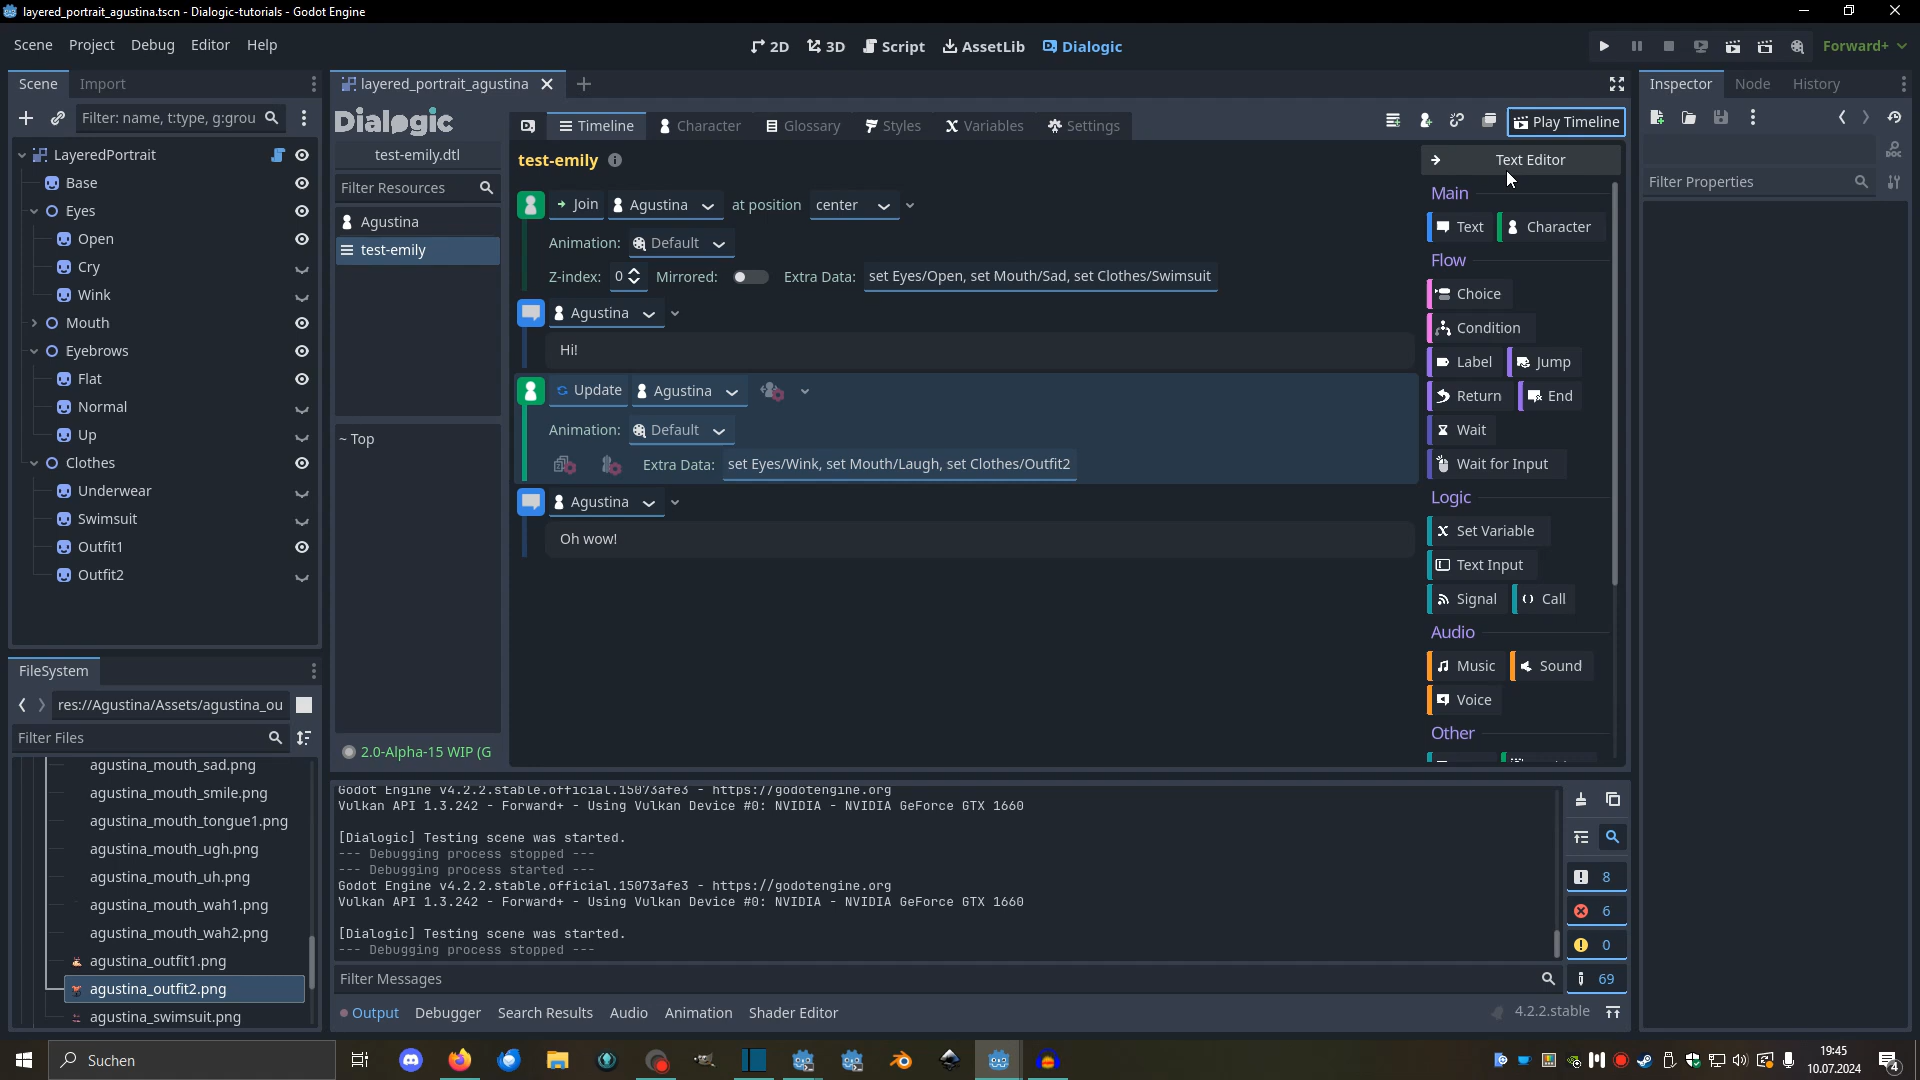 layered_portrait_agustina.tscn - Dialogic-tutorials - Godot Engine
Scene Project Debug Editor Help
2D 3D Script AssetLib Dialogic
Forward+
Scene Import
Filter: name, t:type, g:grou
LayeredPortrait
Base
Eyes
Open
Cry
Wink
Mouth
Eyebrows
Flat
Normal
Up
Clothes
Underwear
Swimsuit
Outfit1
Outfit2
FileSystem
res://Agustina/Assets/agustina_ou
Filter Files
agustina_mouth_sad.png
agustina_mouth_smile.png
agustina_mouth_tongue1.png
agustina_mouth_ugh.png
agustina_mouth_uh.png
agustina_mouth_wah1.png
agustina_mouth_wah2.png
agustina_outfit1.png
agustina_outfit2.png
agustina_swimsuit.png
layered_portrait_agustina
Dialogic
Timeline Character Glossary Styles Variables Settings
Play Timeline
test-emily.dtl
Filter Resources
Agustina
test-emily
~ Top
2.0-Alpha-15 WIP (G
test-emily
Join Agustina at position center
Animation: Default
Z-index: 0 Mirrored: Extra Data: set Eyes/Open, set Mouth/Sad, set Clothes/Swimsuit
Agustina
Hi!
Update Agustina
Animation: Default
Extra Data: set Eyes/Wink, set Mouth/Laugh, set Clothes/Outfit2
Agustina
Oh wow!
Text Editor
Main
Text Character
Flow
Choice
Condition
Label Jump
Return End
Wait
Wait for Input
Logic
Set Variable
Text Input
Signal Call
Audio
Music Sound
Voice
Other
Godot Engine v4.2.2.stable.official.15073afe3 - https://godotengine.org
Vulkan API 1.3.242 - Forward+ - Using Vulkan Device #0: NVIDIA - NVIDIA GeForce GTX 1660
[Dialogic] Testing scene was started.
--- Debugging process stopped ---
--- Debugging process started ---
Godot Engine v4.2.2.stable.official.15073afe3 - https://godotengine.org
Vulkan API 1.3.242 - Forward+ - Using Vulkan Device #0: NVIDIA - NVIDIA GeForce GTX 1660
[Dialogic] Testing scene was started.
--- Debugging process stopped ---
Filter Messages
8
6
0
69
Output Debugger Search Results Audio Animation Shader Editor
4.2.2.stable
Inspector Node History
DOC
Filter Properties
Suchen
19:45
10.07.2024
4